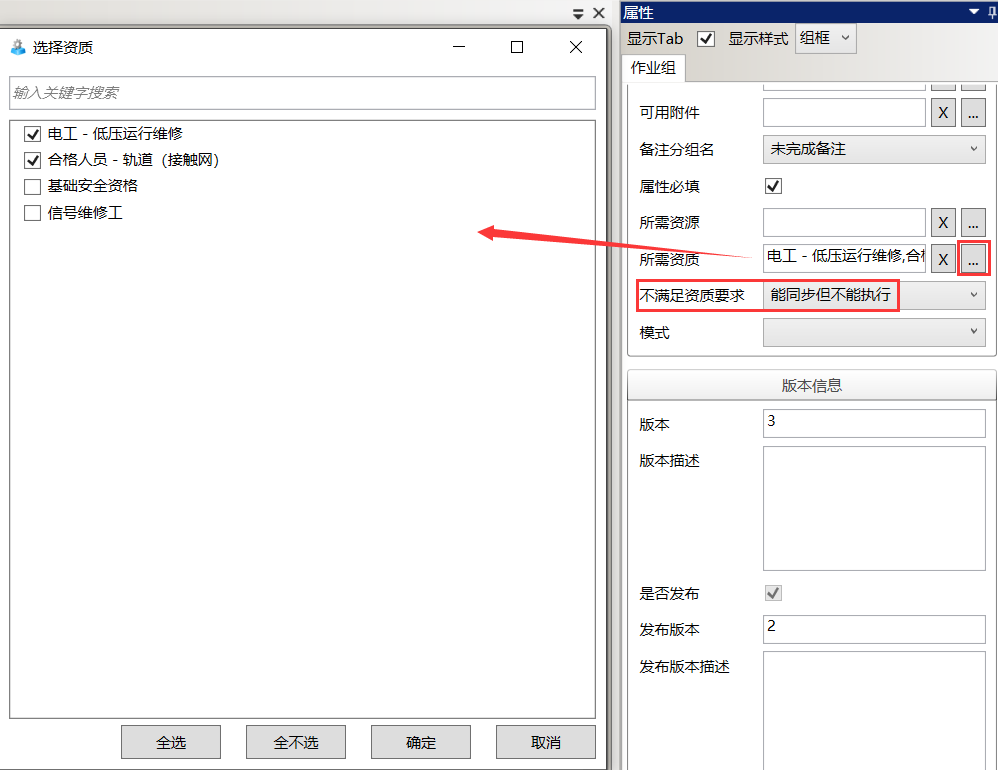 选择资质
输入关键字搜索
电工 - 低压运行维修
合格人员 - 轨道（接触网）
基础安全资格
信号维修工
全选
全不选
确定
取消
属性
显示Tab
显示样式
组框
作业组
可用附件
X
...
备注分组名
未完成备注
属性必填
所需资源
X
...
所需资质
电工 - 低压运行维修,合
X
...
不满足资质要求
能同步但不能执行
模式
版本信息
版本
3
版本描述
是否发布
发布版本
2
发布版本描述